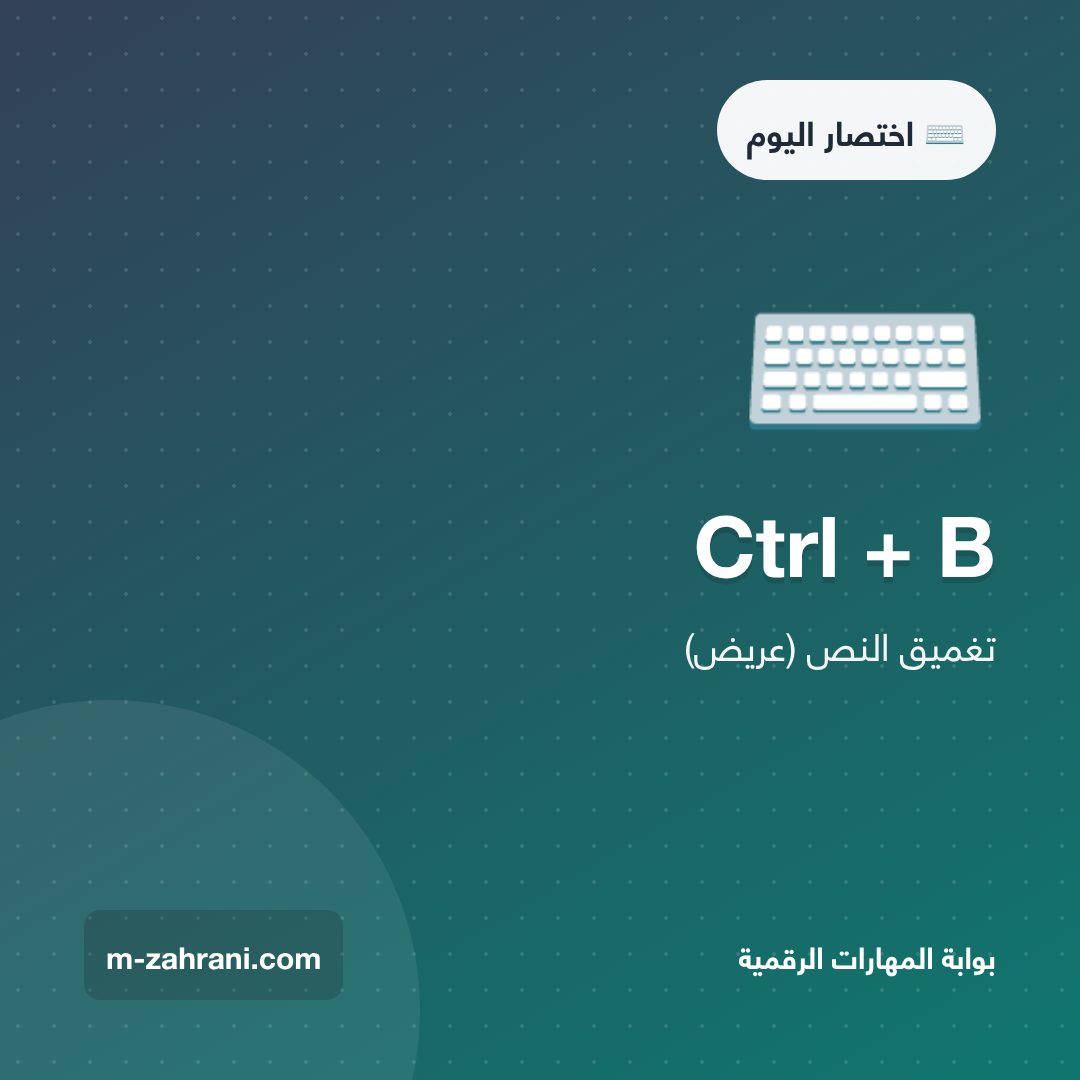 اختصار اليوم
Ctrl + B
تغميق النص (عريض)
بوابة المهارات الرقمية
m-zahrani.com